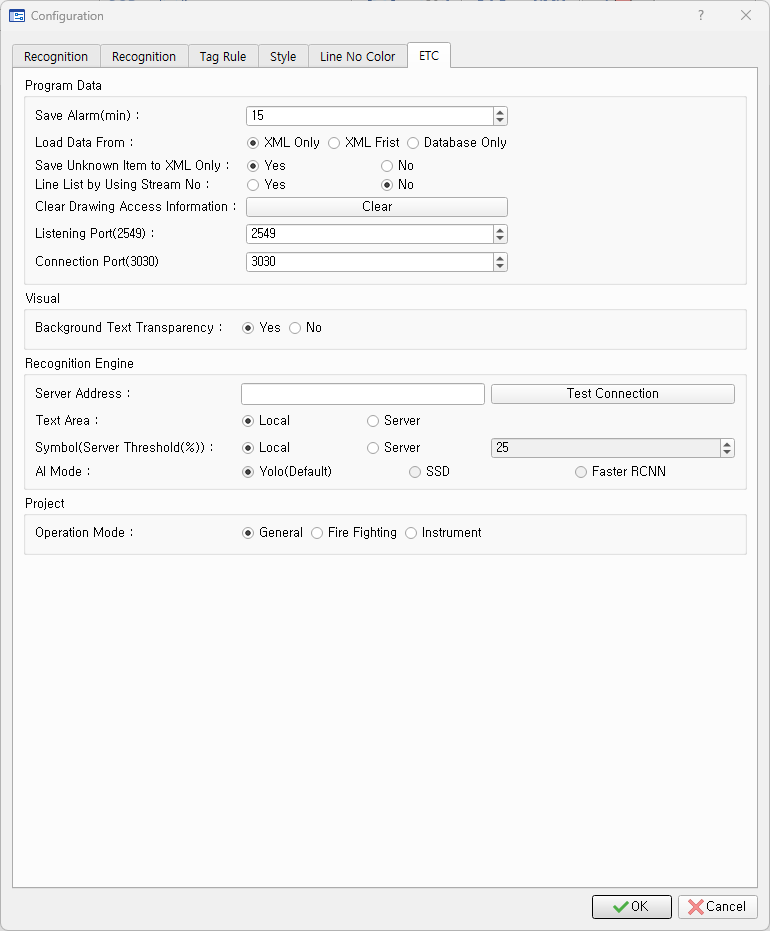 Configuration
Recognition Recognition Tag Rule Style Line No Color ETC
Program Data
Save Alarm(min) : 15
Load Data From : XML Only XML Frist Database Only
Save Unknown Item to XML Only : Yes No
Line List by Using Stream No : Yes No
Clear Drawing Access Information : Clear
Listening Port(2549) : 2549
Connection Port(3030) 3030
Visual
Background Text Transparency : Yes No
Recognition Engine
Server Address : Test Connection
Text Area : Local Server
Symbol(Server Threshold(%)) : Local Server 25
AI Mode : Yolo(Default) SSD Faster RCNN
Project
Operation Mode : General Fire Fighting Instrument
OK Cancel